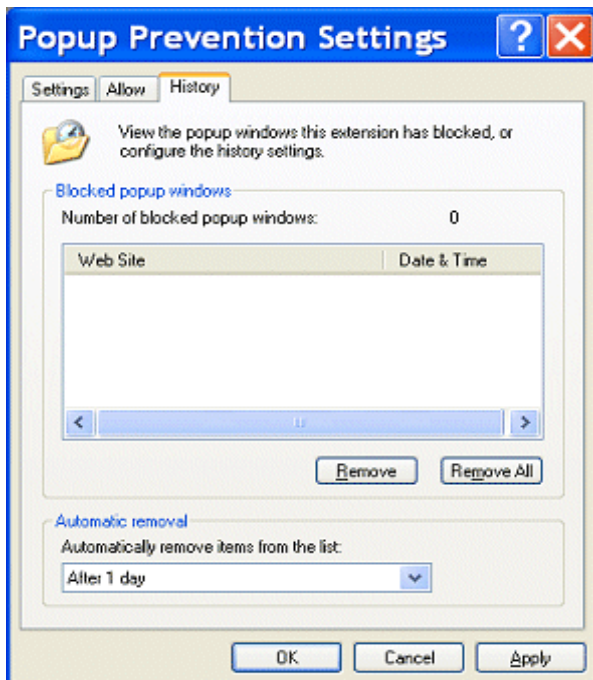 Popup Prevention Settings
Settings Allow History
View the popup windows this extension has blocked, or
configure the history settings.
Blocked popup windows
Number of blocked popup windows: 0
Web Site Date & Time
Remove Remove All
Automatic removal
Automatically remove items from the list:
After 1 day
OK Cancel Apply